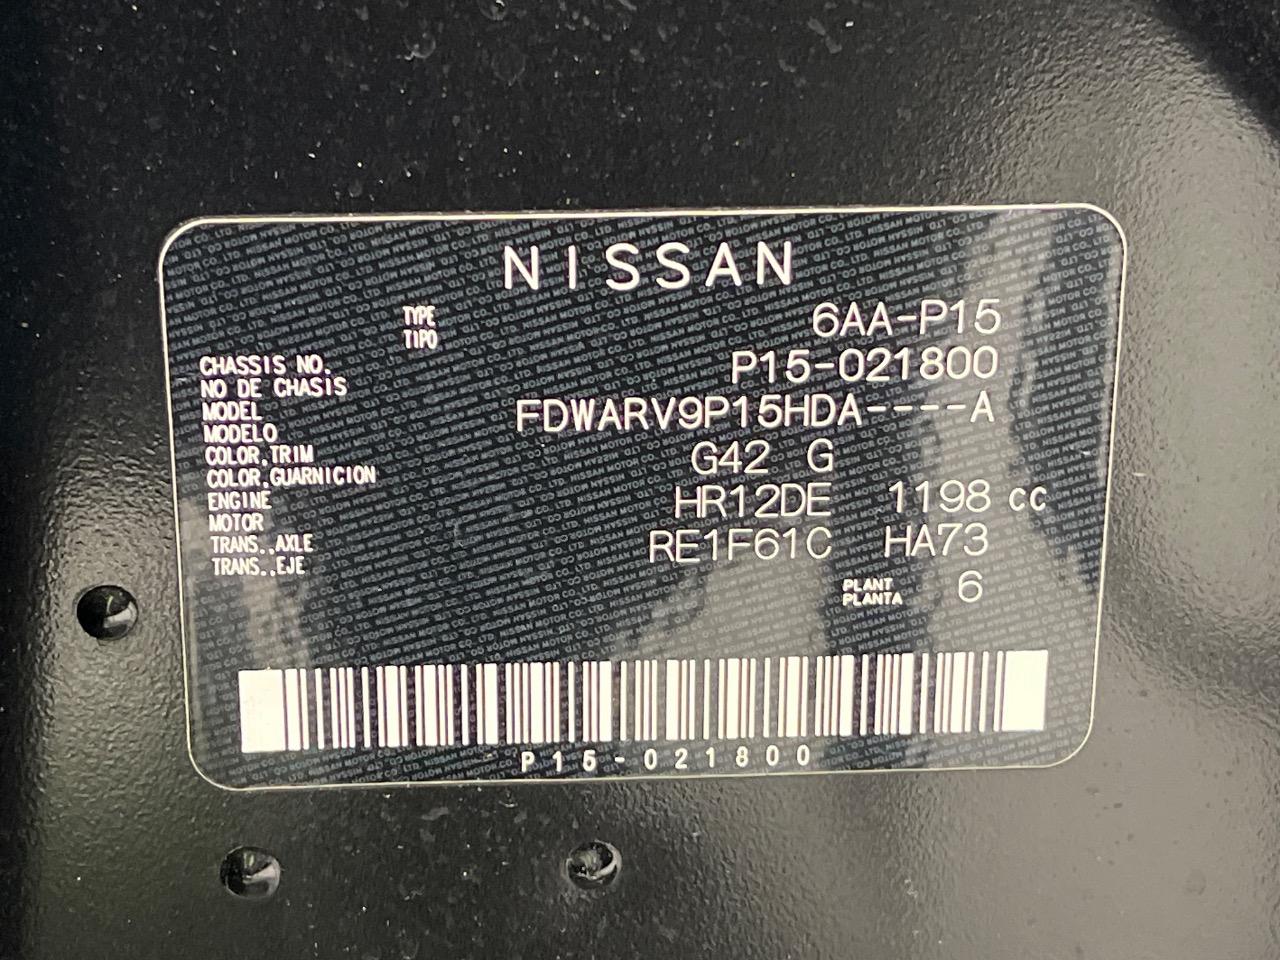 NISSAN
TYPE 6AA-P15
TIPO
CHASSIS NO. P15-021800
NO DE CHASIS
MODEL FDWARV9P15HDA----A
MODELO
COLOR,TRIM G42 G
COLOR,GUARNICION
ENGINE HR12DE 1198 cc
MOTOR
TRANS.,AXLE RE1F61C HA73
TRANS.,EJE
PLANT 6
PLANTA
P15-021800